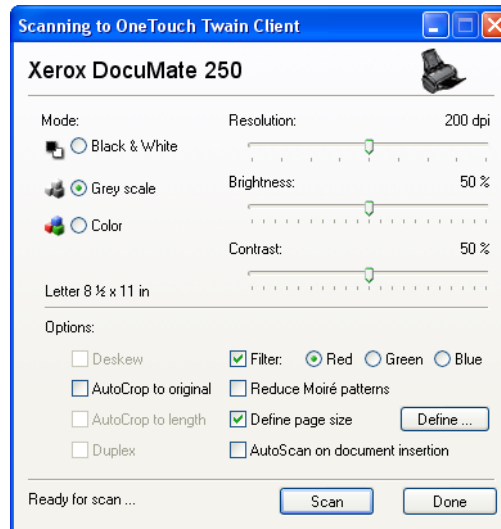 Scanning to OneTouch Twain Client
Xerox DocuMate 250
Mode:
Black & White
Grey scale
Color
Letter 8 ½ x 11 in
Resolution: 200 dpi
Brightness: 50 %
Contrast: 50 %
Options:
Deskew
AutoCrop to original
AutoCrop to length
Duplex
Filter: Red Green Blue
Reduce Moiré patterns
Define page size Define ...
AutoScan on document insertion
Ready for scan ... Scan Done